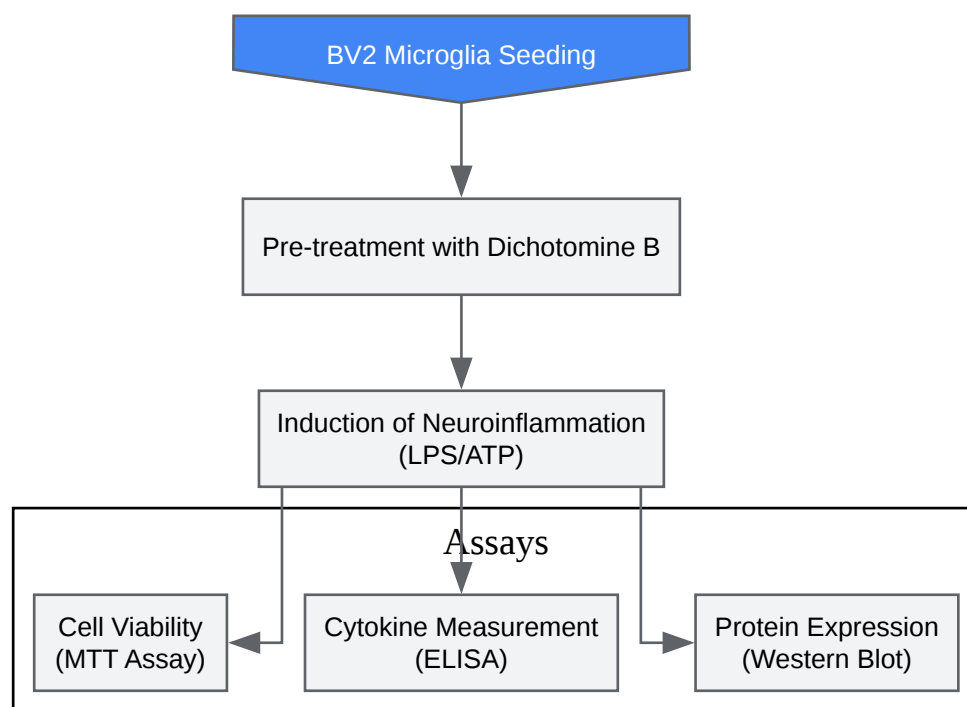 BV2 Microglia Seeding
Pre-treatment with Dichotomine B
Induction of Neuroinflammation
(LPS/ATP)
Assays
Cell Viability
(MTT Assay)
Cytokine Measurement
(ELISA)
Protein Expression
(Western Blot)